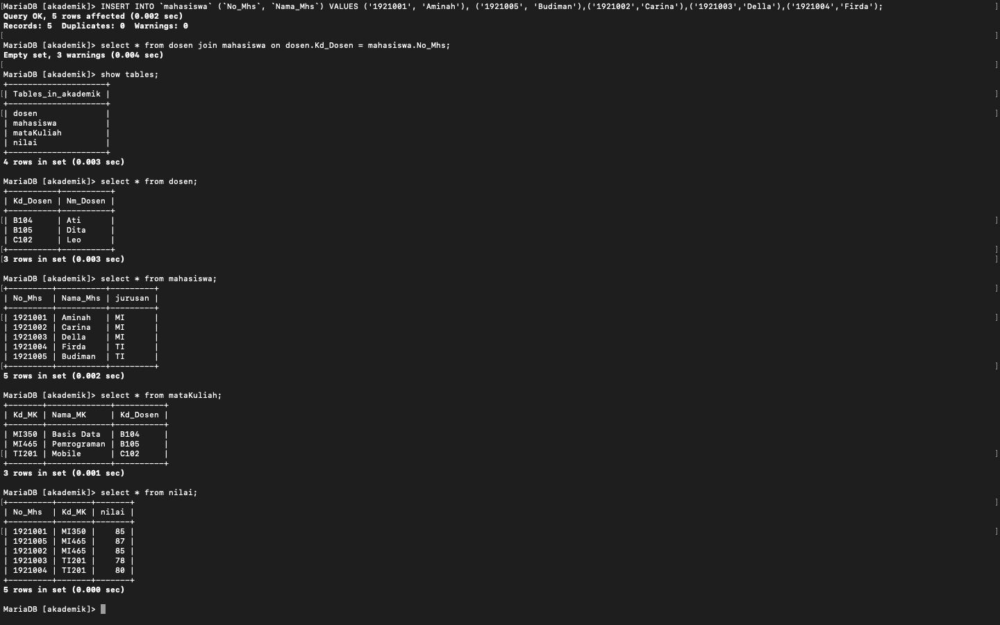 [MariaDB [akademik]> INSERT INTO `mahasiswa` (`No_Mhs`, `Nama_Mhs`) VALUES ('1921001', 'Aminah'), ('1921005', 'Budiman'),('1921002','Carina'),('1921003','Della'),('1921004','Firda'); ]
Query OK, 5 rows affected (0.002 sec)
Records: 5  Duplicates: 0  Warnings: 0
[ ]
MariaDB [akademik]> select * from dosen join mahasiswa on dosen.Kd_Dosen = mahasiswa.No_Mhs;
Empty set, 3 warnings (0.004 sec)
[ ]
MariaDB [akademik]> show tables;
+--------------------+
[| Tables_in_akademik | ]
+--------------------+
[| dosen              | ]
| mahasiswa          |
| mataKuliah         |
| nilai              |
+--------------------+
4 rows in set (0.003 sec)

MariaDB [akademik]> select * from dosen;
+----------+----------+
| Kd_Dosen | Nm_Dosen |
+----------+----------+
[| B104     | Ati      | ]
| B105     | Dita     |
| C102     | Leo      |
[+----------+----------+ ]
[3 rows in set (0.003 sec) ]

MariaDB [akademik]> select * from mahasiswa;
[+---------+----------+---------+ ]
| No_Mhs  | Nama_Mhs | jurusan |
+---------+----------+---------+
[| 1921001 | Aminah   | MI      | ]
| 1921002 | Carina   | MI      |
| 1921003 | Della    | MI      |
| 1921004 | Firda    | TI      |
| 1921005 | Budiman  | TI      |
[+---------+----------+---------+ ]
5 rows in set (0.002 sec)

MariaDB [akademik]> select * from mataKuliah;
+-------+-------------+----------+
| Kd_MK | Nama_MK     | Kd_Dosen |
+-------+-------------+----------+
| MI350 | Basis Data  | B104     |
| MI465 | Pemrograman | B105     |
[| TI201 | Mobile      | C102     | ]
+-------+-------------+----------+
3 rows in set (0.001 sec)

MariaDB [akademik]> select * from nilai;
[+---------+-------+-------+ ]
| No_Mhs  | Kd_MK | nilai |
+---------+-------+-------+
[| 1921001 | MI350 |    85 | ]
| 1921005 | MI465 |    87 |
| 1921002 | MI465 |    85 |
| 1921003 | TI201 |    78 |
| 1921004 | TI201 |    80 |
+---------+-------+-------+
5 rows in set (0.000 sec)

MariaDB [akademik]>